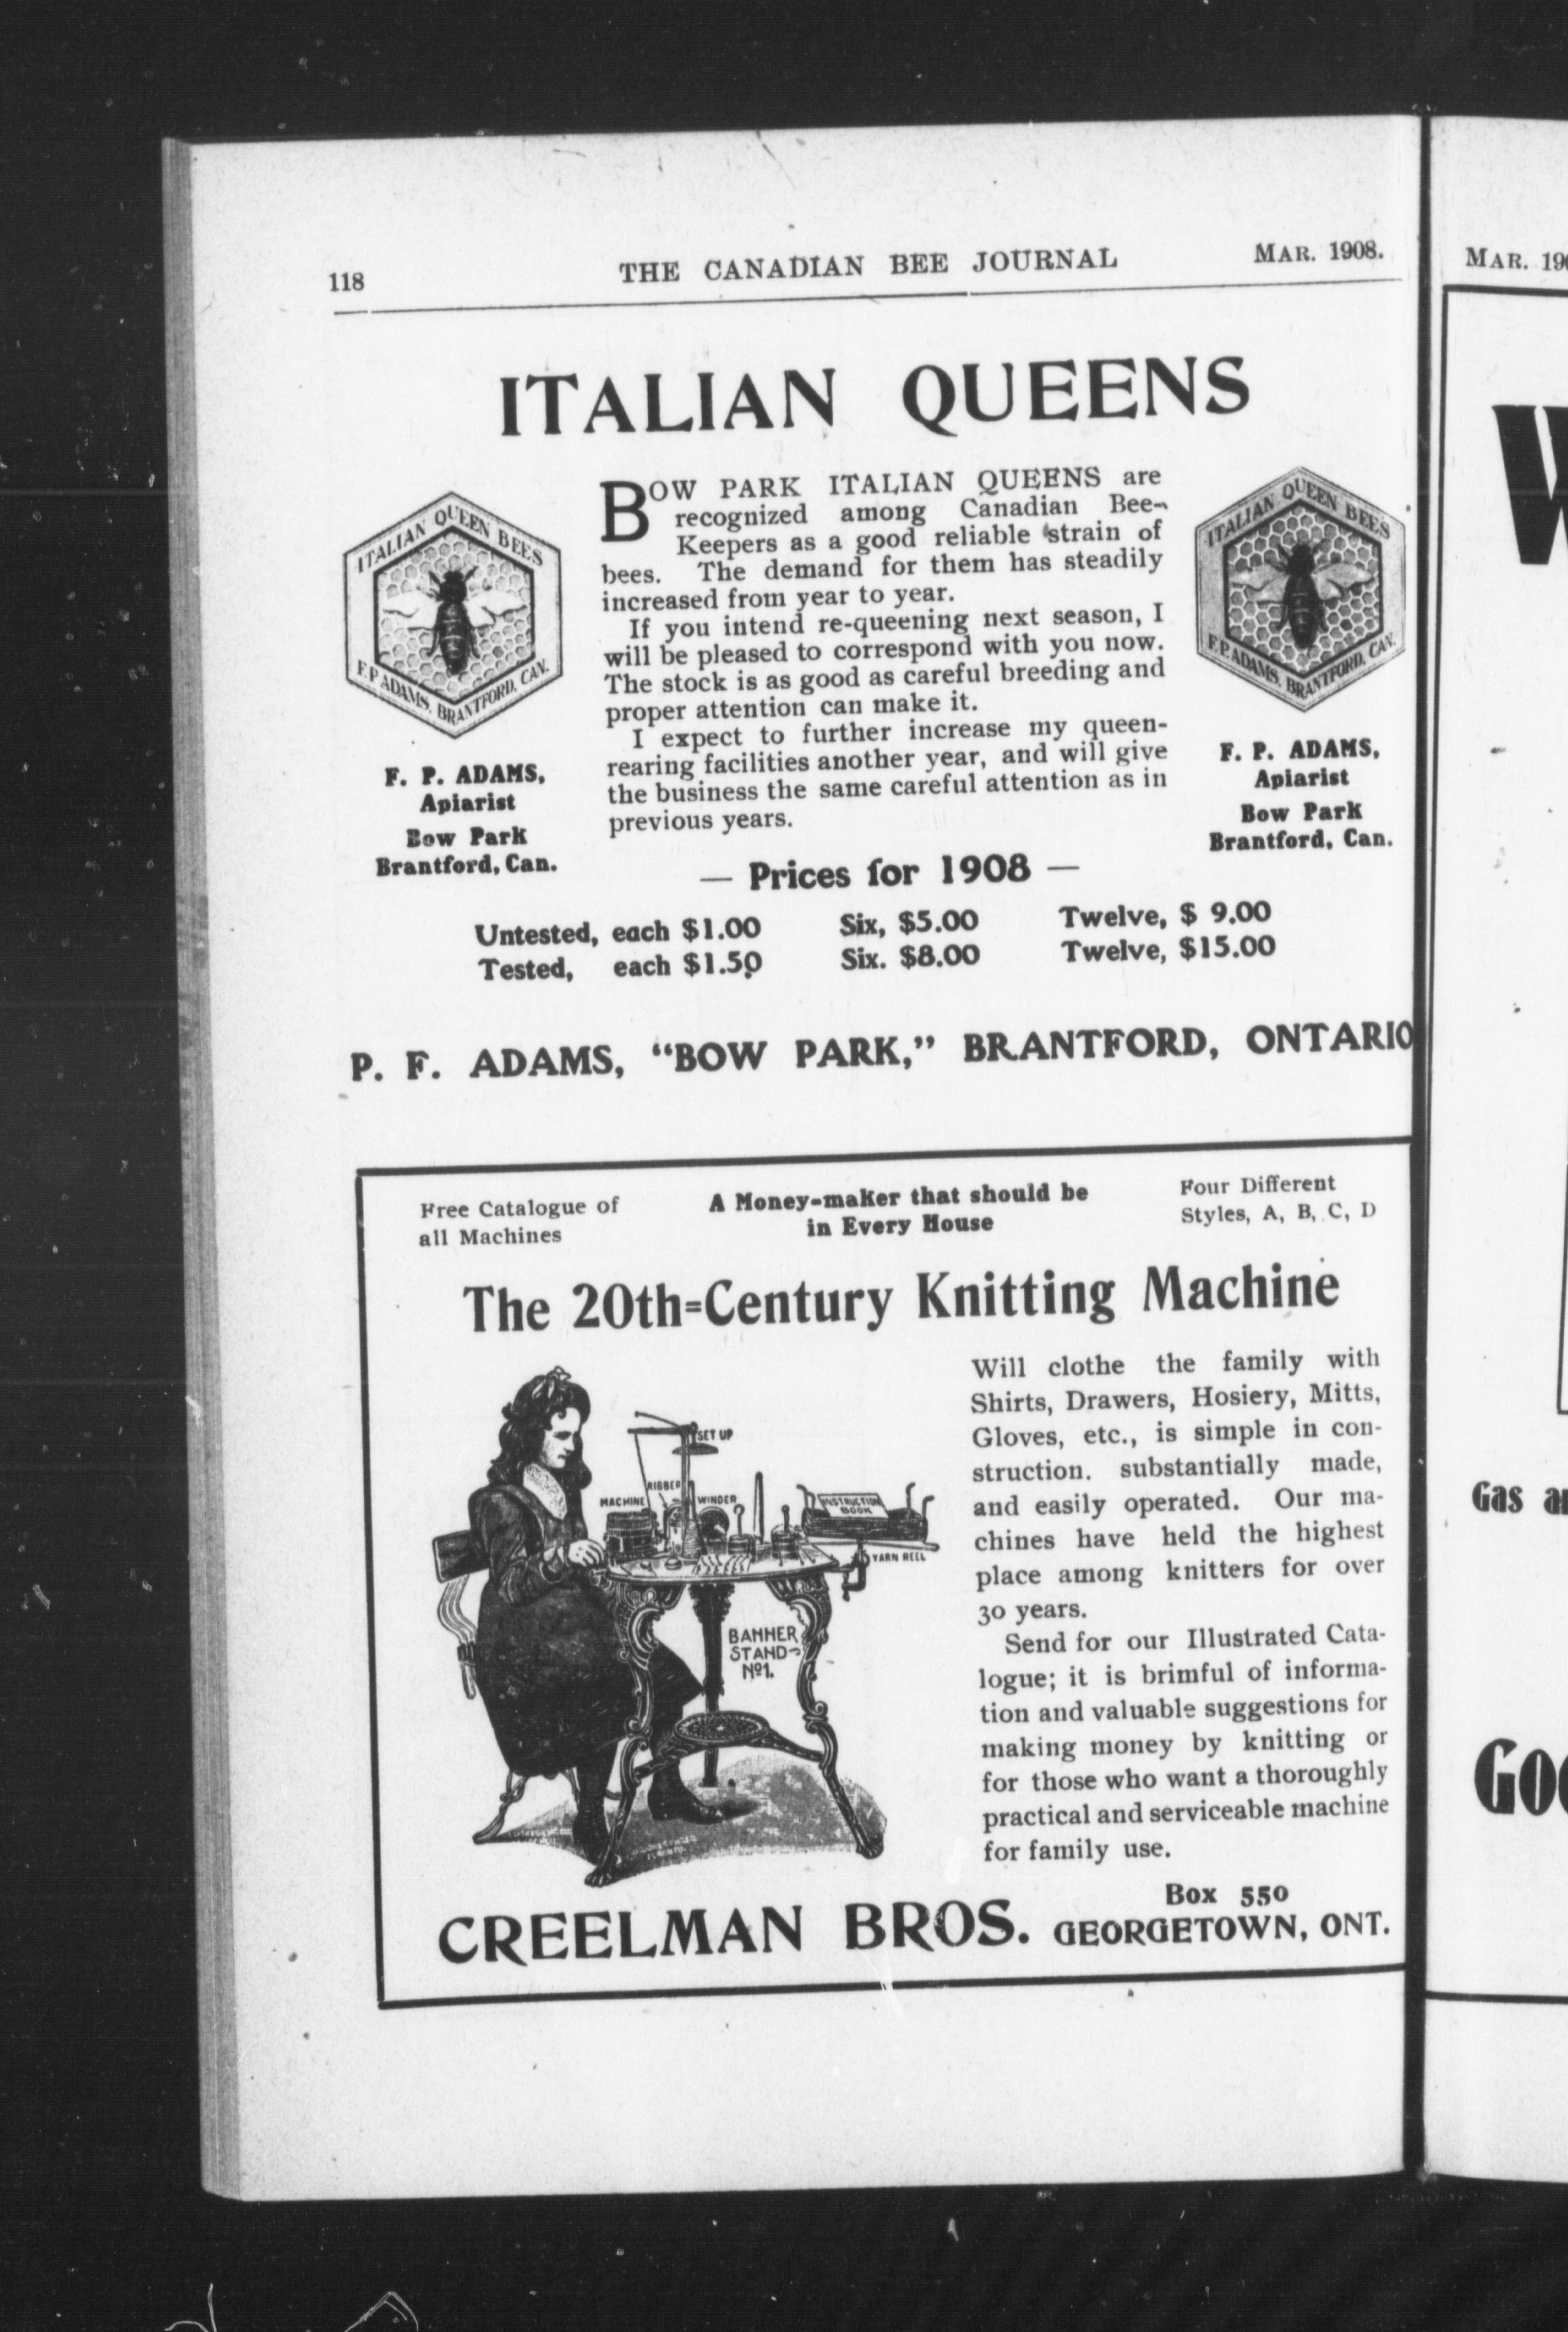 118 THE CANADIAN BEE JOURNAL MAR. 1908.
ITALIAN QUEENS
ITALIAN QUEEN BEES
F. P. ADAMS. BRANTFORD, CAN.
F. P. ADAMS,
Apiarist
Bow Park
Brantford, Can.
BOW PARK ITALIAN QUEENS are
recognized among Canadian Bee-
Keepers as a good reliable strain of
bees. The demand for them has steadily
increased from year to year.
If you intend re-queening next season, I
will be pleased to correspond with you now.
The stock is as good as careful breeding and
proper attention can make it.
I expect to further increase my queen-
rearing facilities another year, and will give
the business the same careful attention as in
previous years.
ITALIAN QUEEN BEES
F. P. ADAMS. BRANTFORD, CAN.
F. P. ADAMS,
Apiarist
Bow Park
Brantford, Can.
— Prices for 1908 —
Untested, each $1.00 Six, $5.00 Twelve, $ 9.00
Tested, each $1.50 Six. $8.00 Twelve, $15.00
P. F. ADAMS, "BOW PARK," BRANTFORD, ONTARIO
Free Catalogue of
all Machines
A Money-maker that should be
in Every House
Four Different
Styles, A, B, C, D
The 20th-Century Knitting Machine
SET UP
RIBBER
MACHINE
WINDER
INSTRUCTION
BOOK
YARN REEL
BANNER
STAND
No1.
Will clothe the family with
Shirts, Drawers, Hosiery, Mitts,
Gloves, etc., is simple in con-
struction. substantially made,
and easily operated. Our ma-
chines have held the highest
place among knitters for over
30 years.
Send for our Illustrated Cata-
logue; it is brimful of informa-
tion and valuable suggestions for
making money by knitting or
for those who want a thoroughly
practical and serviceable machine
for family use.
CREELMAN BROS. Box 550
GEORGETOWN, ONT.
MAR. 190
W
Gas
Goo